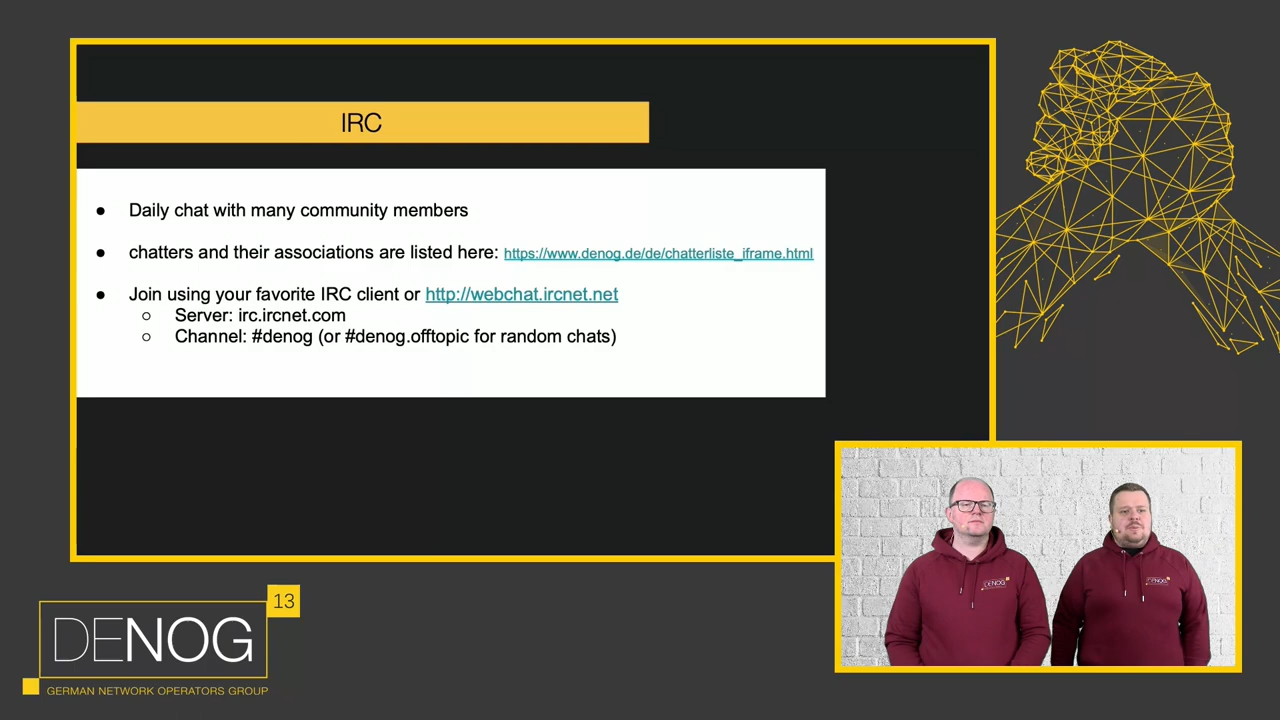 IRC
● Daily chat with many community members
● chatters and their associations are listed here: https://www.denog.de/de/chatterliste_iframe.html
● Join using your favorite IRC client or http://webchat.ircnet.net
○ Server: irc.ircnet.com
○ Channel: #denog (or #denog.offtopic for random chats)
DENOG
DENOG
13
DENOG
GERMAN NETWORK OPERATORS GROUP